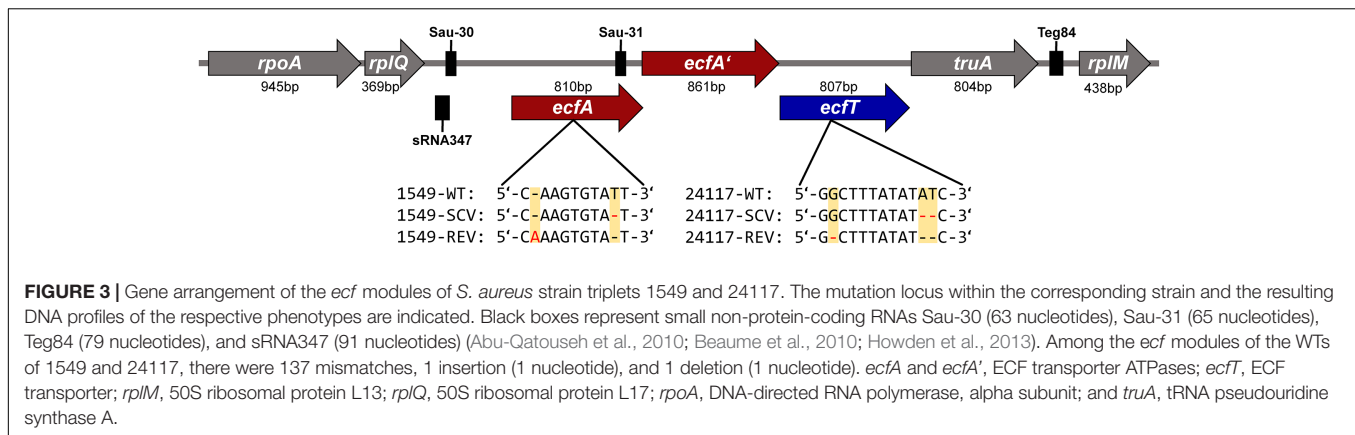 Sau-30 Sau-31 Teg84
rpoA rplQ ecfA‘ truA rplM
945bp 369bp 810bp 861bp 807bp 804bp 438bp
ecfA ecfT
sRNA347
1549-WT: 5‘-C-AAGTGTATT-3‘ 24117-WT: 5‘-GGCTTTATATATC-3‘
1549-SCV: 5‘-C-AAGTGTA-T-3‘ 24117-SCV: 5‘-GGCTTTATAT--C-3‘
1549-REV: 5‘-CAAAGTGTA-T-3‘ 24117-REV: 5‘-G-CTTTATAT--C-3‘
FIGURE 3 | Gene arrangement of the ecf modules of S. aureus strain triplets 1549 and 24117. The mutation locus within the corresponding strain and the resulting
DNA profiles of the respective phenotypes are indicated. Black boxes represent small non-protein-coding RNAs Sau-30 (63 nucleotides), Sau-31 (65 nucleotides),
Teg84 (79 nucleotides), and sRNA347 (91 nucleotides) (Abu-Qatouseh et al., 2010; Beaume et al., 2010; Howden et al., 2013). Among the ecf modules of the WTs
of 1549 and 24117, there were 137 mismatches, 1 insertion (1 nucleotide), and 1 deletion (1 nucleotide). ecfA and ecfA’, ECF transporter ATPases; ecfT, ECF
transporter; rplM, 50S ribosomal protein L13; rplQ, 50S ribosomal protein L17; rpoA, DNA-directed RNA polymerase, alpha subunit; and truA, tRNA pseudouridine
synthase A.